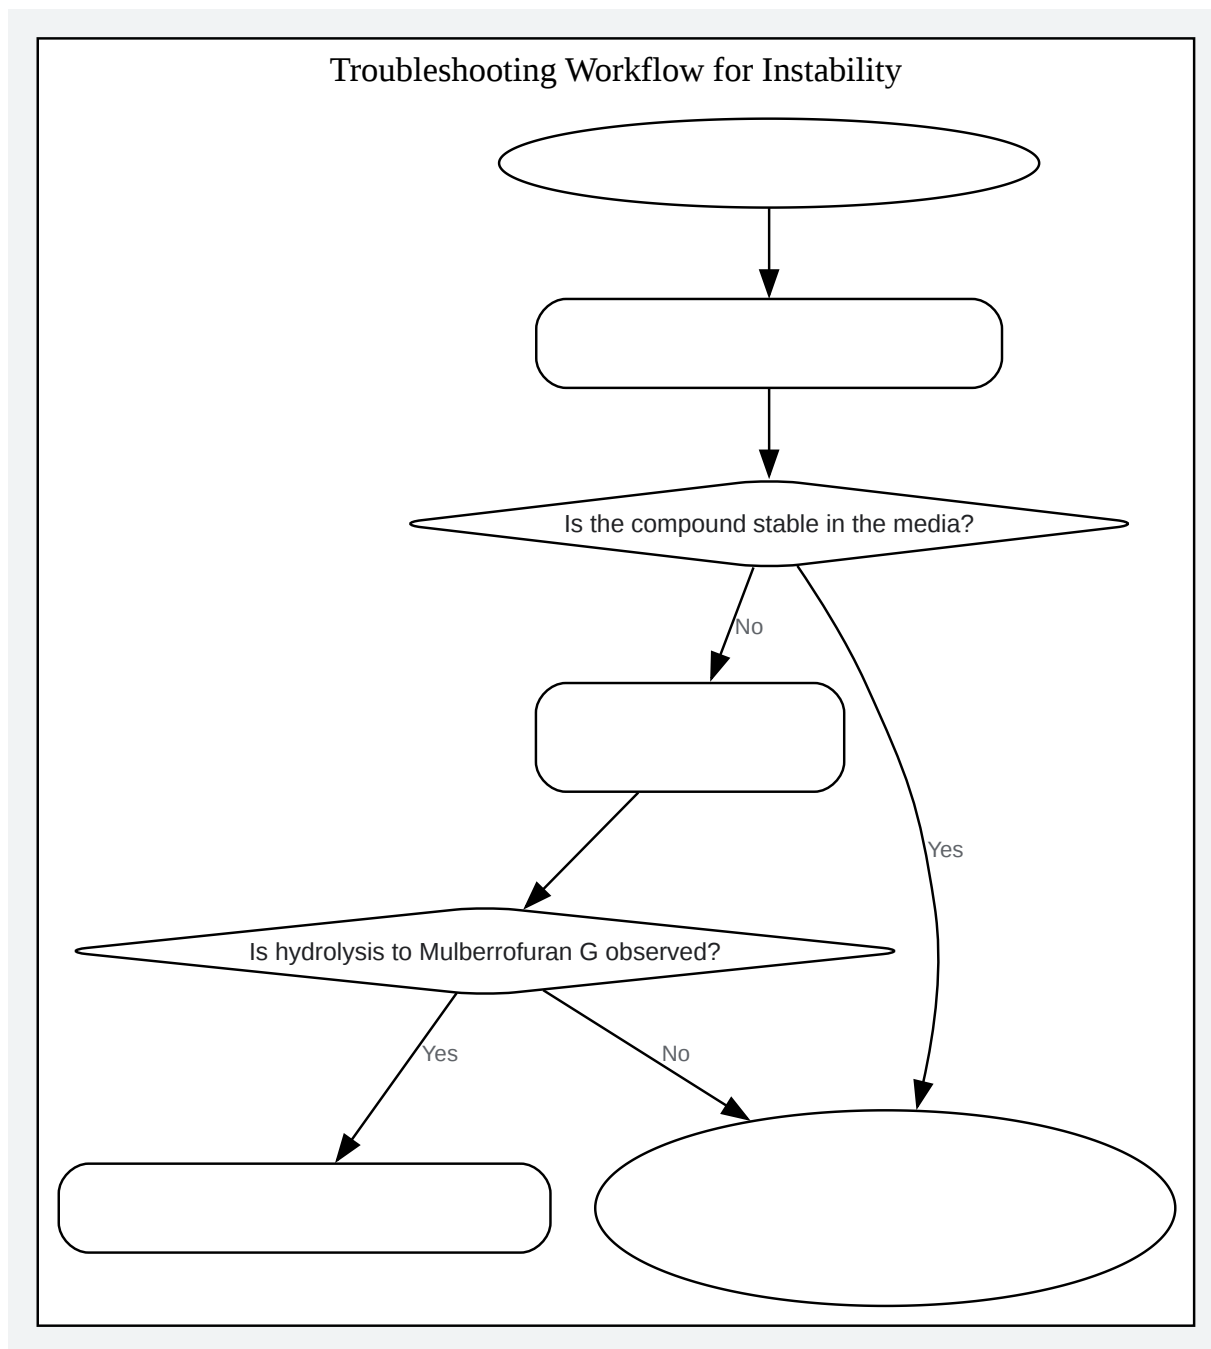 Troubleshooting Workflow for Instability
Is the compound stable in the media?
No
Yes
Is hydrolysis to Mulberrofuran G observed?
Yes
No